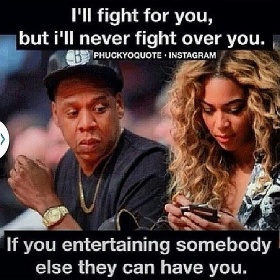 I'll fight for you,
but i'll never fight over you.
PHUCKYOQUOTE • INSTAGRAM
B
If you entertaining somebody
else they can have you.